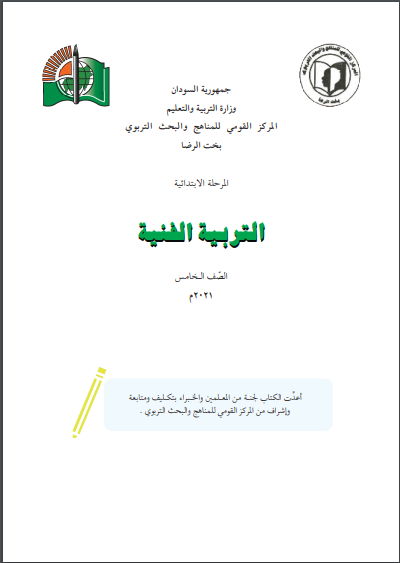 جمهورية السودان
وزارة التربية والتعليم
المركز القومي للمناهج والبحث التربوي
بخت الرضا
المرحلة الابتدائية
التربية الفنية
الصّف الخامس
٢٠٢١م
أعدّت الكتاب لجنة من المعلمين والخبراء بتكليف ومتابعة
وإشراف من المركز القومي للمناهج والبحث التربوي .